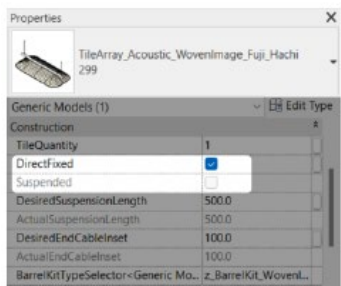 Properties
TileArray_Acoustic_WovenImage_Fuji_Hachi
299
Generic Models (1) Edit Type
Construction
TileQuantity 1
DirectFixed
Suspended
DesiredSuspensionLength 500.0
ActualSuspensionLength 500.0
DesiredEndCableInset 100.0
ActualEndCableInset 100.0
BarrelKitTypeSelector<Generic Mo... z_BarrelKit_WovenI...